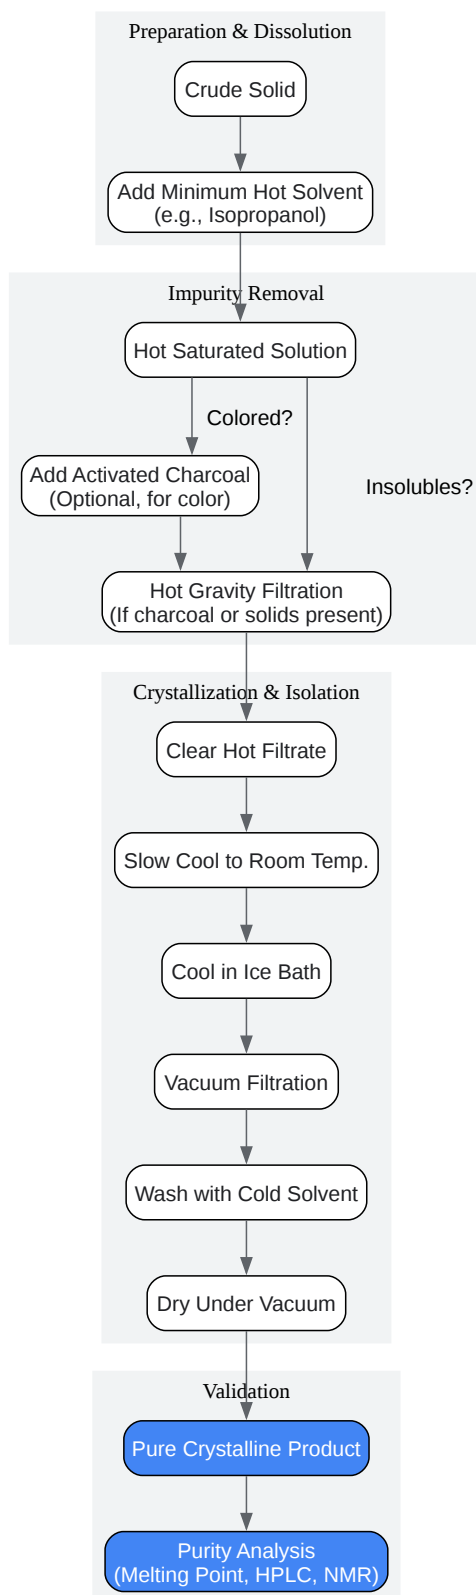 Preparation & Dissolution
Crude Solid
Add Minimum Hot Solvent
(e.g., Isopropanol)
Impurity Removal
Hot Saturated Solution
Colored?
Add Activated Charcoal
(Optional, for color)
Insolubles?
Hot Gravity Filtration
(If charcoal or solids present)
Crystallization & Isolation
Clear Hot Filtrate
Slow Cool to Room Temp.
Cool in Ice Bath
Vacuum Filtration
Wash with Cold Solvent
Dry Under Vacuum
Validation
Pure Crystalline Product
Purity Analysis
(Melting Point, HPLC, NMR)